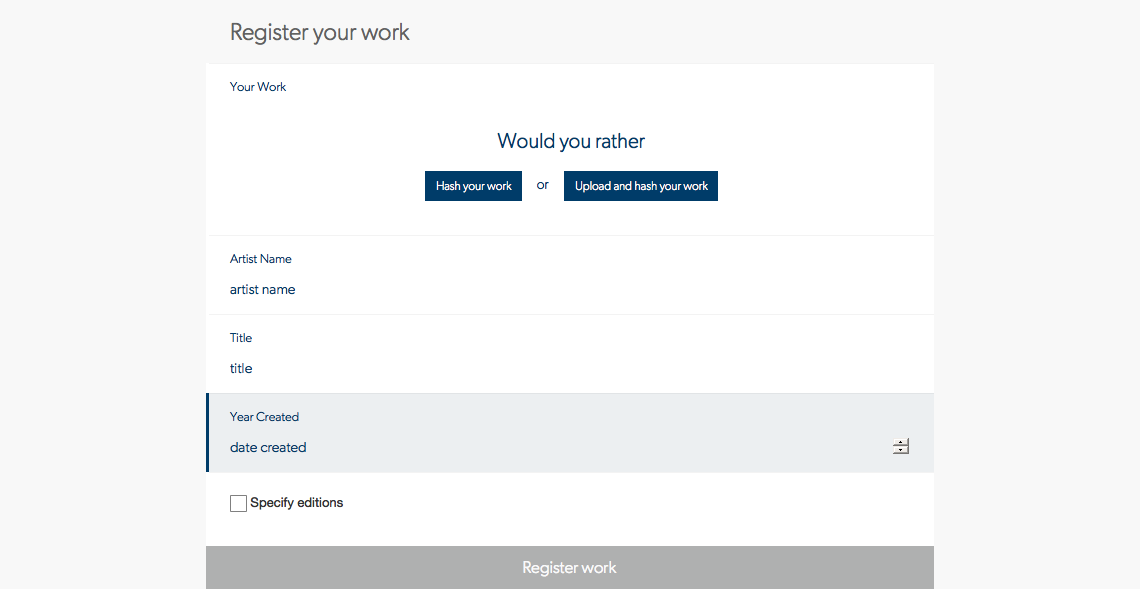 Register your work
Your Work
Would you rather
Hash your work or Upload and hash your work
Artist Name
artist name
Title
title
Year Created
date created
Specify editions
Register work